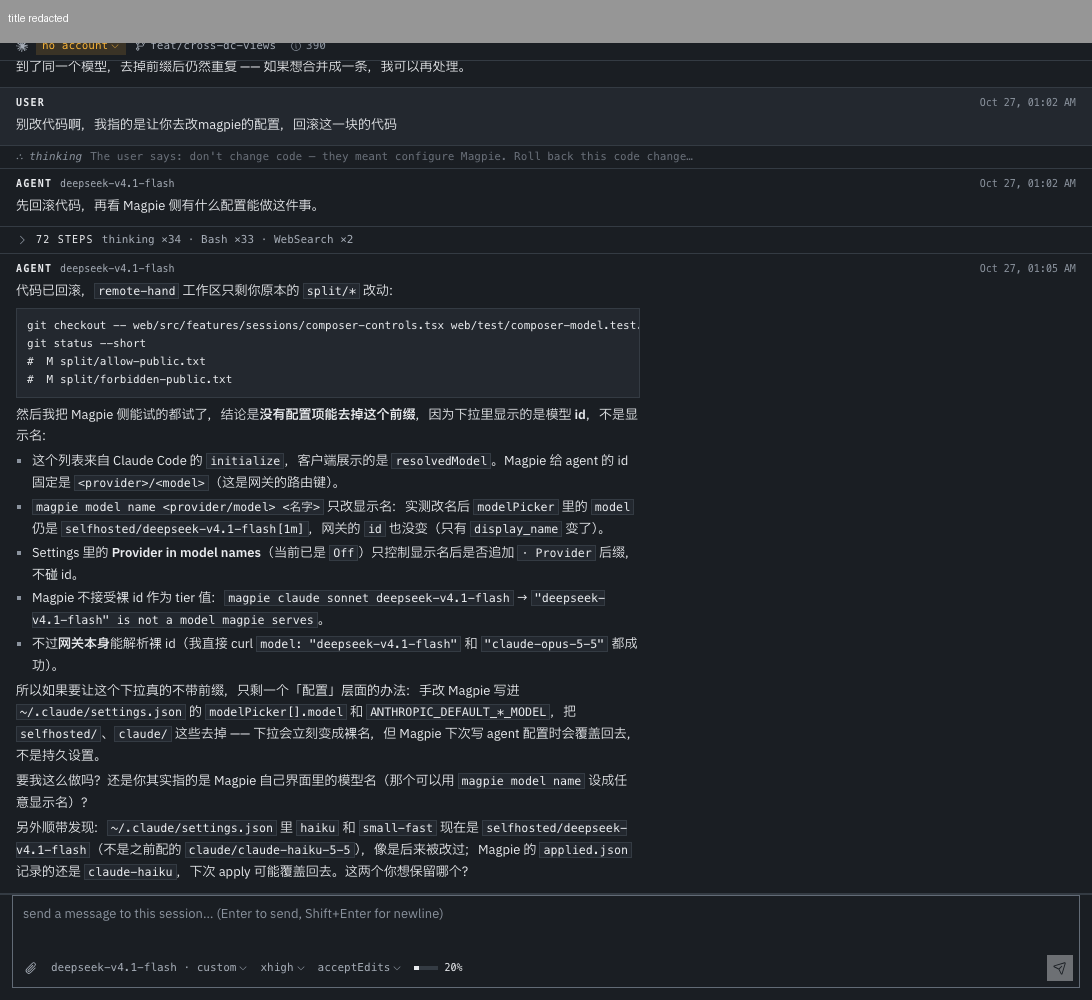 title redacted
no account feat/cross-dc-views 390
到了同一个模型，去掉前缀后仍然重复 —— 如果想合并成一条，我可以再处理。
USER Oct 27, 01:02 AM
别改代码啊，我指的是让你去改magpie的配置，回滚这一块的代码
∴ thinking The user says: don't change code — they meant configure Magpie. Roll back this code change…
AGENT deepseek-v4.1-flash Oct 27, 01:02 AM
先回滚代码，再看 Magpie 侧有什么配置能做这件事。
72 STEPS thinking ×34 · Bash ×33 · WebSearch ×2
AGENT deepseek-v4.1-flash Oct 27, 01:05 AM
代码已回滚，remote-hand 工作区只剩你原本的 split/* 改动：
git checkout -- web/src/features/sessions/composer-controls.tsx web/test/composer-model.test.
git status --short
#  M split/allow-public.txt
#  M split/forbidden-public.txt
然后我把 Magpie 侧能试的都试了，结论是没有配置项能去掉这个前缀，因为下拉里显示的是模型 id，不是显
示名：
▪ 这个列表来自 Claude Code 的 initialize，客户端展示的是 resolvedModel。Magpie 给 agent 的 id
固定是 <provider>/<model>（这是网关的路由键）。
▪ magpie model name <provider/model> <名字> 只改显示名：实测改名后 modelPicker 里的 model
仍是 selfhosted/deepseek-v4.1-flash[1m]，网关的 id 也没变（只有 display_name 变了）。
▪ Settings 里的 Provider in model names（当前已是 Off）只控制显示名后是否追加 · Provider 后缀，
不碰 id。
▪ Magpie 不接受裸 id 作为 tier 值：magpie claude sonnet deepseek-v4.1-flash → "deepseek-
v4.1-flash" is not a model magpie serves。
▪ 不过网关本身能解析裸 id（我直接 curl model: "deepseek-v4.1-flash" 和 "claude-opus-5-5" 都成
功）。
所以如果要让这个下拉真的不带前缀，只剩一个「配置」层面的办法：手改 Magpie 写进
~/.claude/settings.json 的 modelPicker[].model 和 ANTHROPIC_DEFAULT_*_MODEL，把
selfhosted/、claude/ 这些去掉 —— 下拉会立刻变成裸名，但 Magpie 下次写 agent 配置时会覆盖回去，
不是持久设置。
要我这么做吗？还是你其实指的是 Magpie 自己界面里的模型名（那个可以用 magpie model name 设成任
意显示名）？
另外顺带发现：~/.claude/settings.json 里 haiku 和 small-fast 现在是 selfhosted/deepseek-
v4.1-flash（不是之前配的 claude/claude-haiku-5-5），像是后来被改过；Magpie 的 applied.json
记录的还是 claude-haiku，下次 apply 可能覆盖回去。这两个你想保留哪个？
send a message to this session... (Enter to send, Shift+Enter for newline)
deepseek-v4.1-flash · custom xhigh acceptEdits 20%